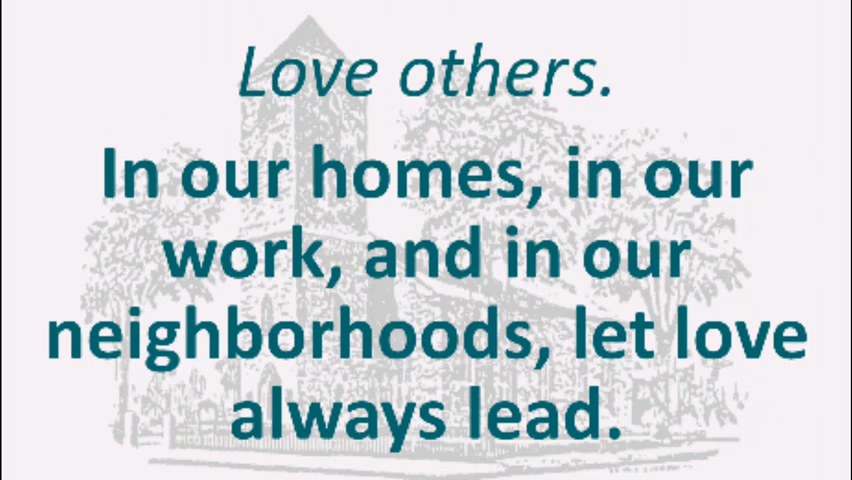 Love others.
In our homes, in our
work, and in our
neighborhoods, let love
always lead.